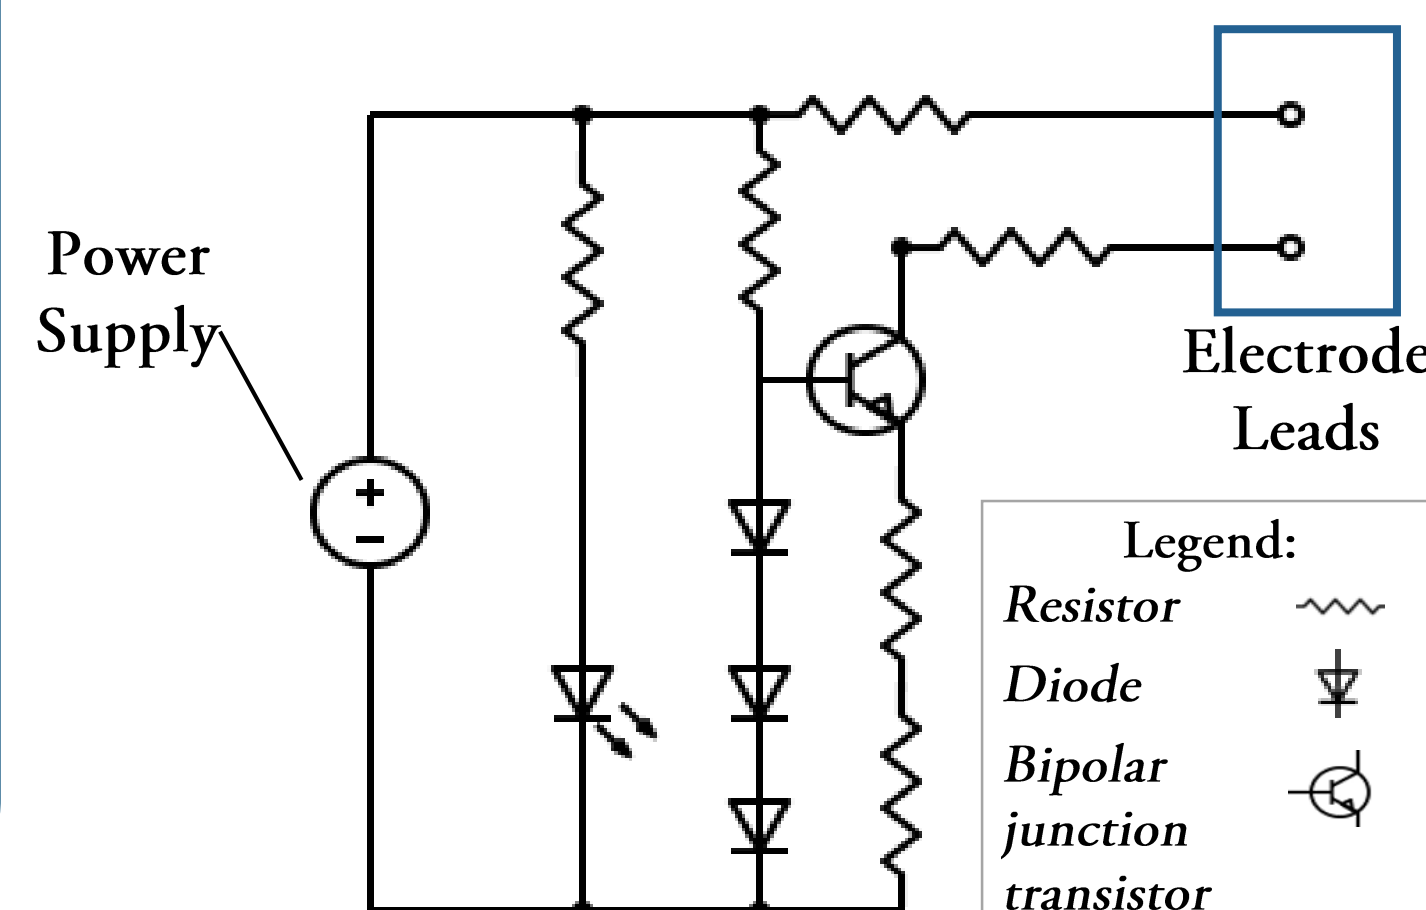 Power
Supply
+
−
Electrode
Leads
Legend:
Resistor
Diode
Bipolar
junction
transistor